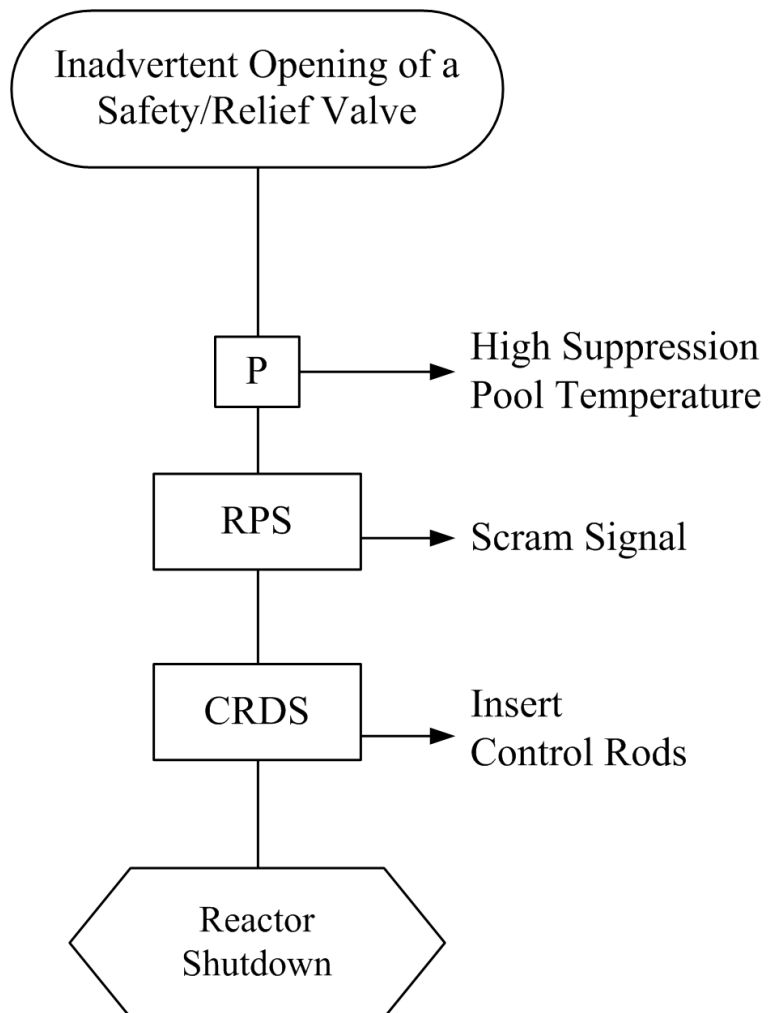 Inadvertent Opening of a
Safety/Relief Valve
P
High Suppression
Pool Temperature
RPS
Scram Signal
CRDS
Insert
Control Rods
Reactor
Shutdown